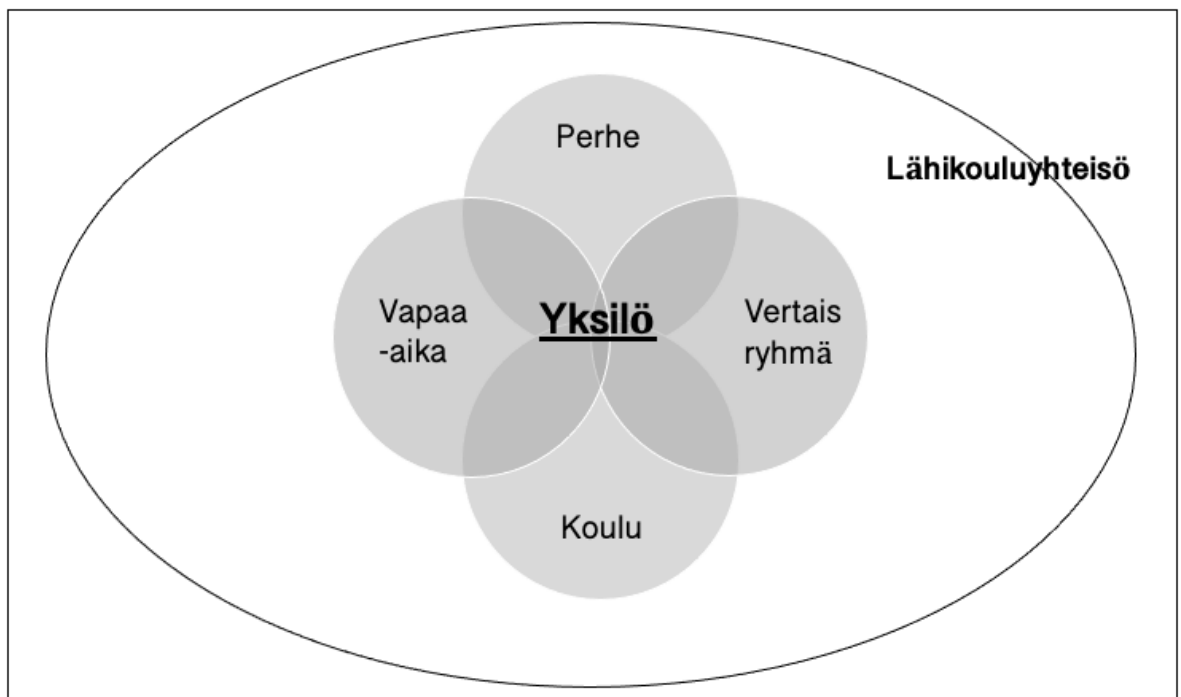 Perhe
Lähikouluyhteisö
Vapaa
-aika
Yksilö
Vertais
ryhmä
Koulu